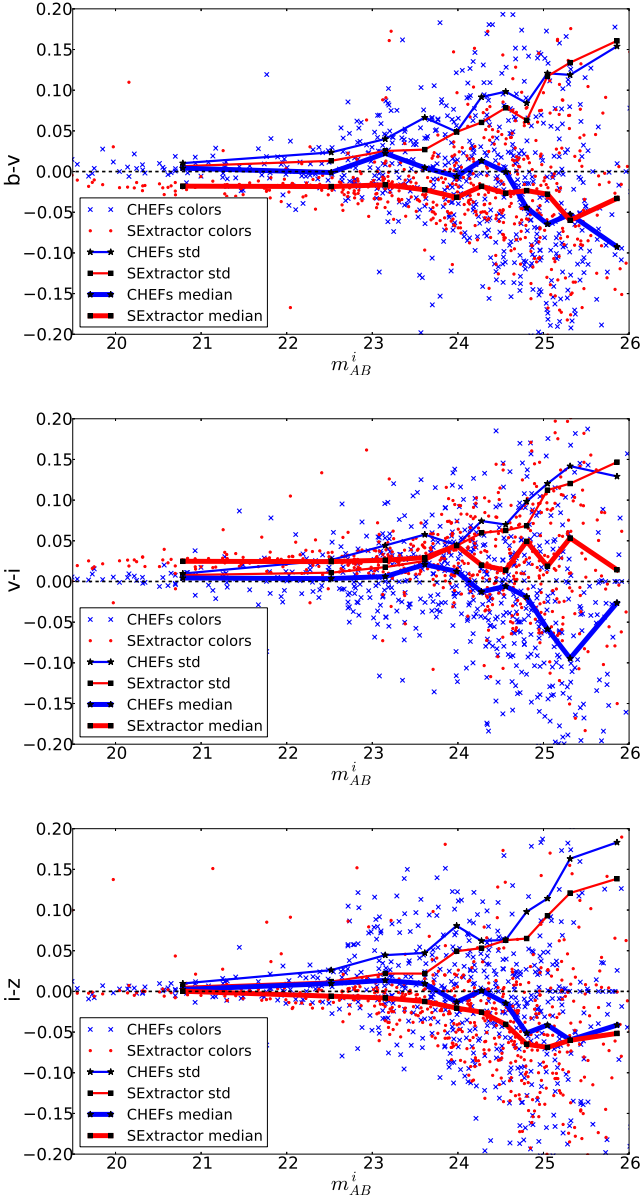 0.20
0.15
0.10
0.05
0.00
−0.05
−0.10
−0.15
−0.20
b-v
CHEFs colors
SExtractor colors
CHEFs std
SExtractor std
CHEFs median
SExtractor median
20 21 22 23 24 25 26
m^i_AB
0.20
0.15
0.10
0.05
0.00
−0.05
−0.10
−0.15
−0.20
v-i
CHEFs colors
SExtractor colors
CHEFs std
SExtractor std
CHEFs median
SExtractor median
20 21 22 23 24 25 26
m^i_AB
0.20
0.15
0.10
0.05
0.00
−0.05
−0.10
−0.15
−0.20
i-z
CHEFs colors
SExtractor colors
CHEFs std
SExtractor std
CHEFs median
SExtractor median
20 21 22 23 24 25 26
m^i_AB